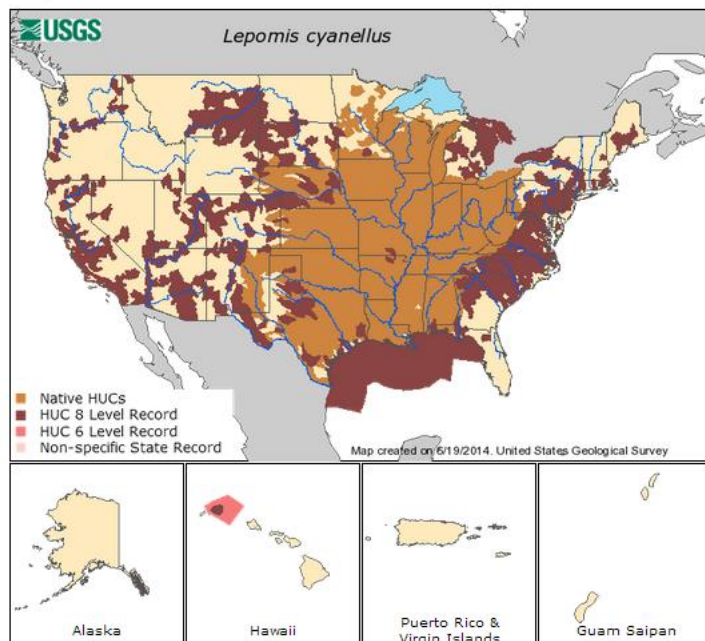 USGS
Lepomis cyanellus
Native HUCs
HUC 8 Level Record
HUC 6 Level Record
Non-specific State Record
Map created on 6/19/2014. United States Geological Survey
Alaska
Hawaii
Puerto Rico &
Virgin Islands
Guam Saipan